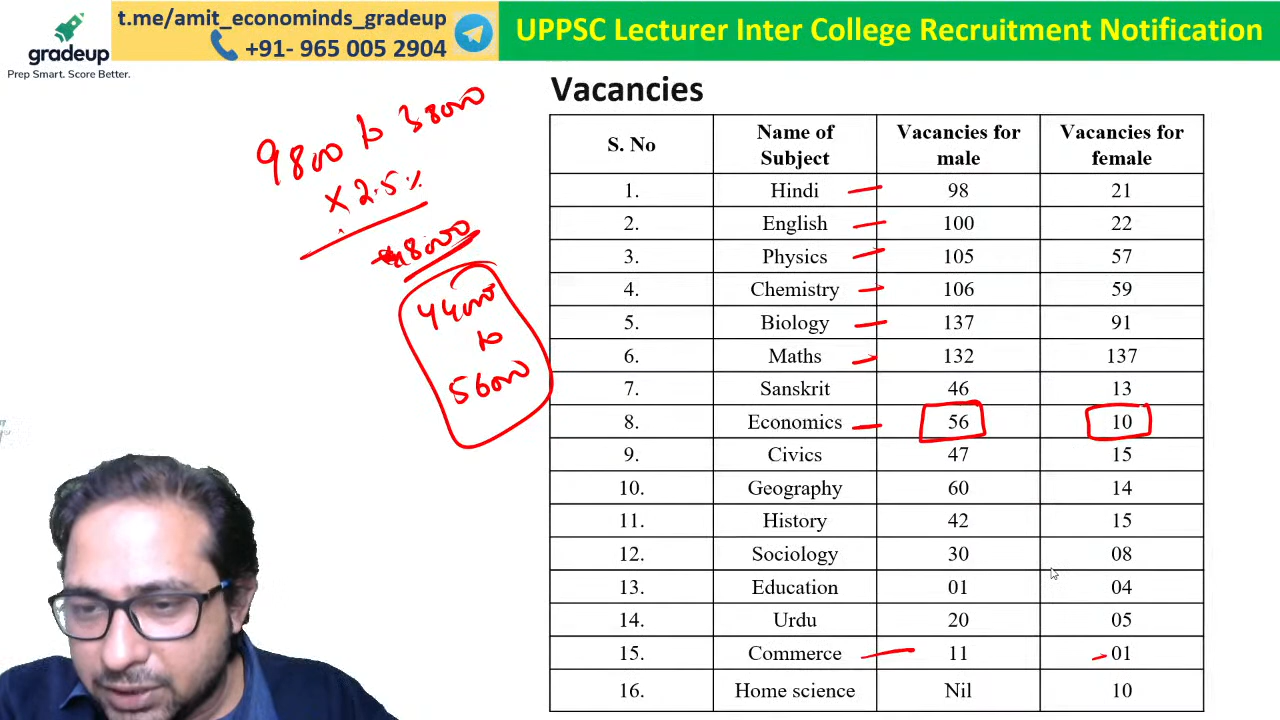 gradeup
Prep Smart. Score Better.
t.me/amit_econominds_gradeup
+91- 965 005 2904
UPPSC Lecturer Inter College Recruitment Notification
9800 to 38000
x 2.5%
48000
44000
to
56000
Vacancies
S. No Name of Subject Vacancies for male Vacancies for female
1. Hindi 98 21
2. English 100 22
3. Physics 105 57
4. Chemistry 106 59
5. Biology 137 91
6. Maths 132 137
7. Sanskrit 46 13
8. Economics 56 10
9. Civics 47 15
10. Geography 60 14
11. History 42 15
12. Sociology 30 08
13. Education 01 04
14. Urdu 20 05
15. Commerce 11 01
16. Home science Nil 10